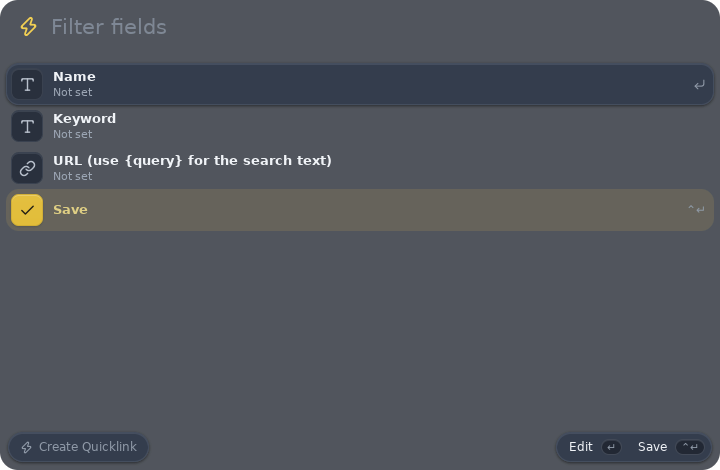 Filter fields
Name
Not set
Keyword
Not set
URL (use {query} for the search text)
Not set
Save ^↵
Create Quicklink
Edit ↵ Save ^↵